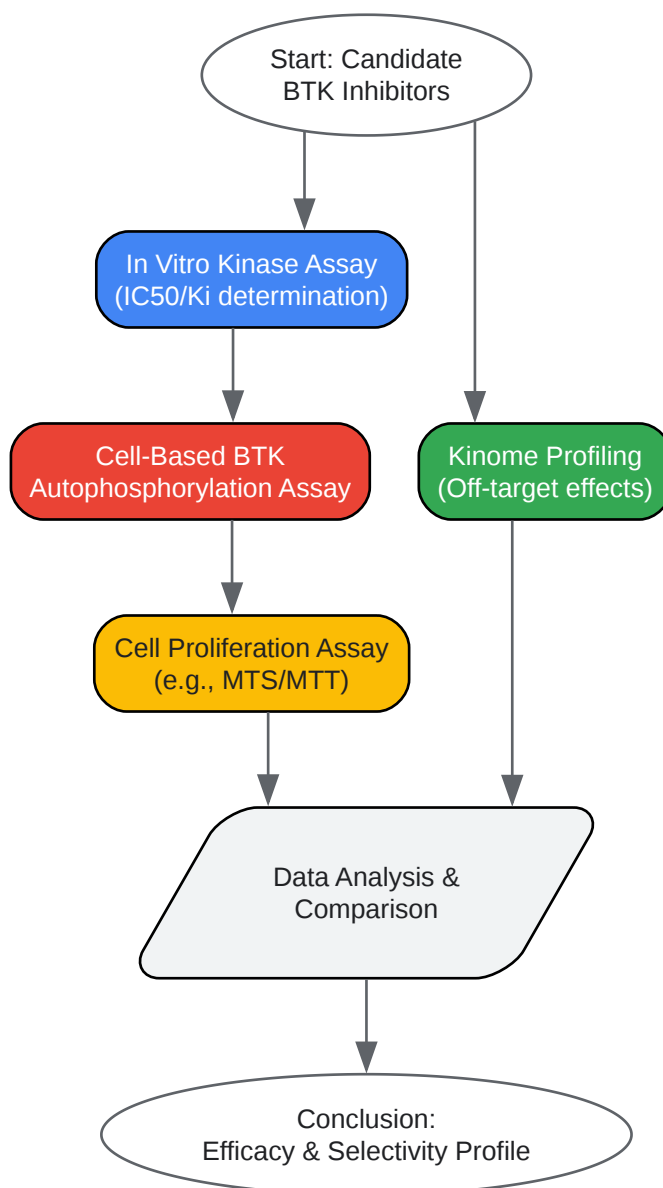 Start: Candidate
BTK Inhibitors
In Vitro Kinase Assay
(IC50/Ki determination)
Cell-Based BTK
Autophosphorylation Assay
Kinome Profiling
(Off-target effects)
Cell Proliferation Assay
(e.g., MTS/MTT)
Data Analysis &
Comparison
Conclusion:
Efficacy & Selectivity Profile